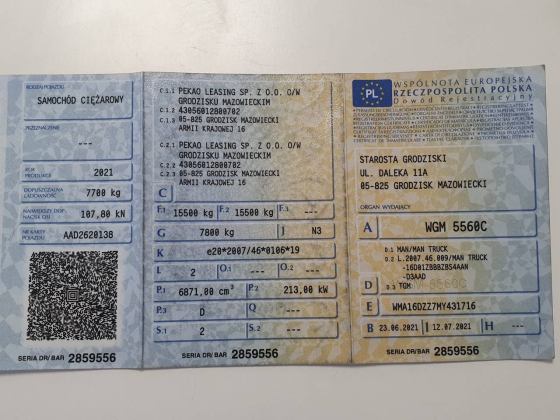 RODZAJ POJAZDU
SAMOCHÓD CIĘŻAROWY
PRZEZNACZENIE
---
ROK PRODUKCJI
2021
DOPUSZCZALNA ŁADOWNOŚĆ
7700 kg
NAJWIĘKSZY DOP. NACISK OSI
107,80 kN
NR KARTY POJAZDU
AAD2620138
SERIA DR/BAR 2859556
C.1.1 PEKAO LEASING SP. Z O.O. O/W
GRODZISKU MAZOWIECKIM
C.1.2 43056012800702
C.1.3 05-825 GRODZISK MAZOWIECKI
ARMII KRAJOWEJ 16
C.2.1 PEKAO LEASING SP. Z O.O. O/W
GRODZISKU MAZOWIECKIM
C.2.2 43056012800702
C.2.3 05-825 GRODZISK MAZOWIECKI
ARMII KRAJOWEJ 16
C
F.1 15500 kg F.2 15500 kg F.3 ---
G 7800 kg J N3
K e20*2007/46*0106*19
L 2 O.1 --- O.2 ---
P.1 6871,00 cm³ P.2 213,00 kW
P.3 D Q ---
S.1 2 S.2 ---
SERIA DR/BAR 2859556
PL
WSPÓLNOTA EUROPEJSKA
RZECZPOSPOLITA POLSKA
Dowód Rejestracyjny
STAROSTA GRODZISKI
UL. DALEKA 11A
05-825 GRODZISK MAZOWIECKI
ORGAN WYDAJĄCY
A WGM 5560C
D.1 MAN/MAN TRUCK
D.2 L.2007.46.009/MAN TRUCK
-16D01ZBBBZBS4AAN
-D3AAD
D D.3 TGM
E WMA16DZZ7MY431716
B 23.06.2021 I 12.07.2021 H ---
SERIA DR/BAR 2859556